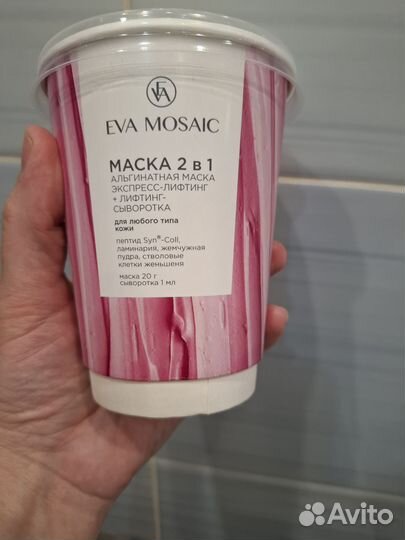 EVA
EVA MOSAIC
МАСКА 2 в 1
АЛЬГИНАТНАЯ МАСКА
ЭКСПРЕСС-ЛИФТИНГ
+ ЛИФТИНГ-
СЫВОРОТКА
для любого типа
кожи
пептид Syn®-Coll,
ламинария, жемчужная
пудра, стволовые
клетки женьшеня
маска 20 г
сыворотка 1 мл
Avito